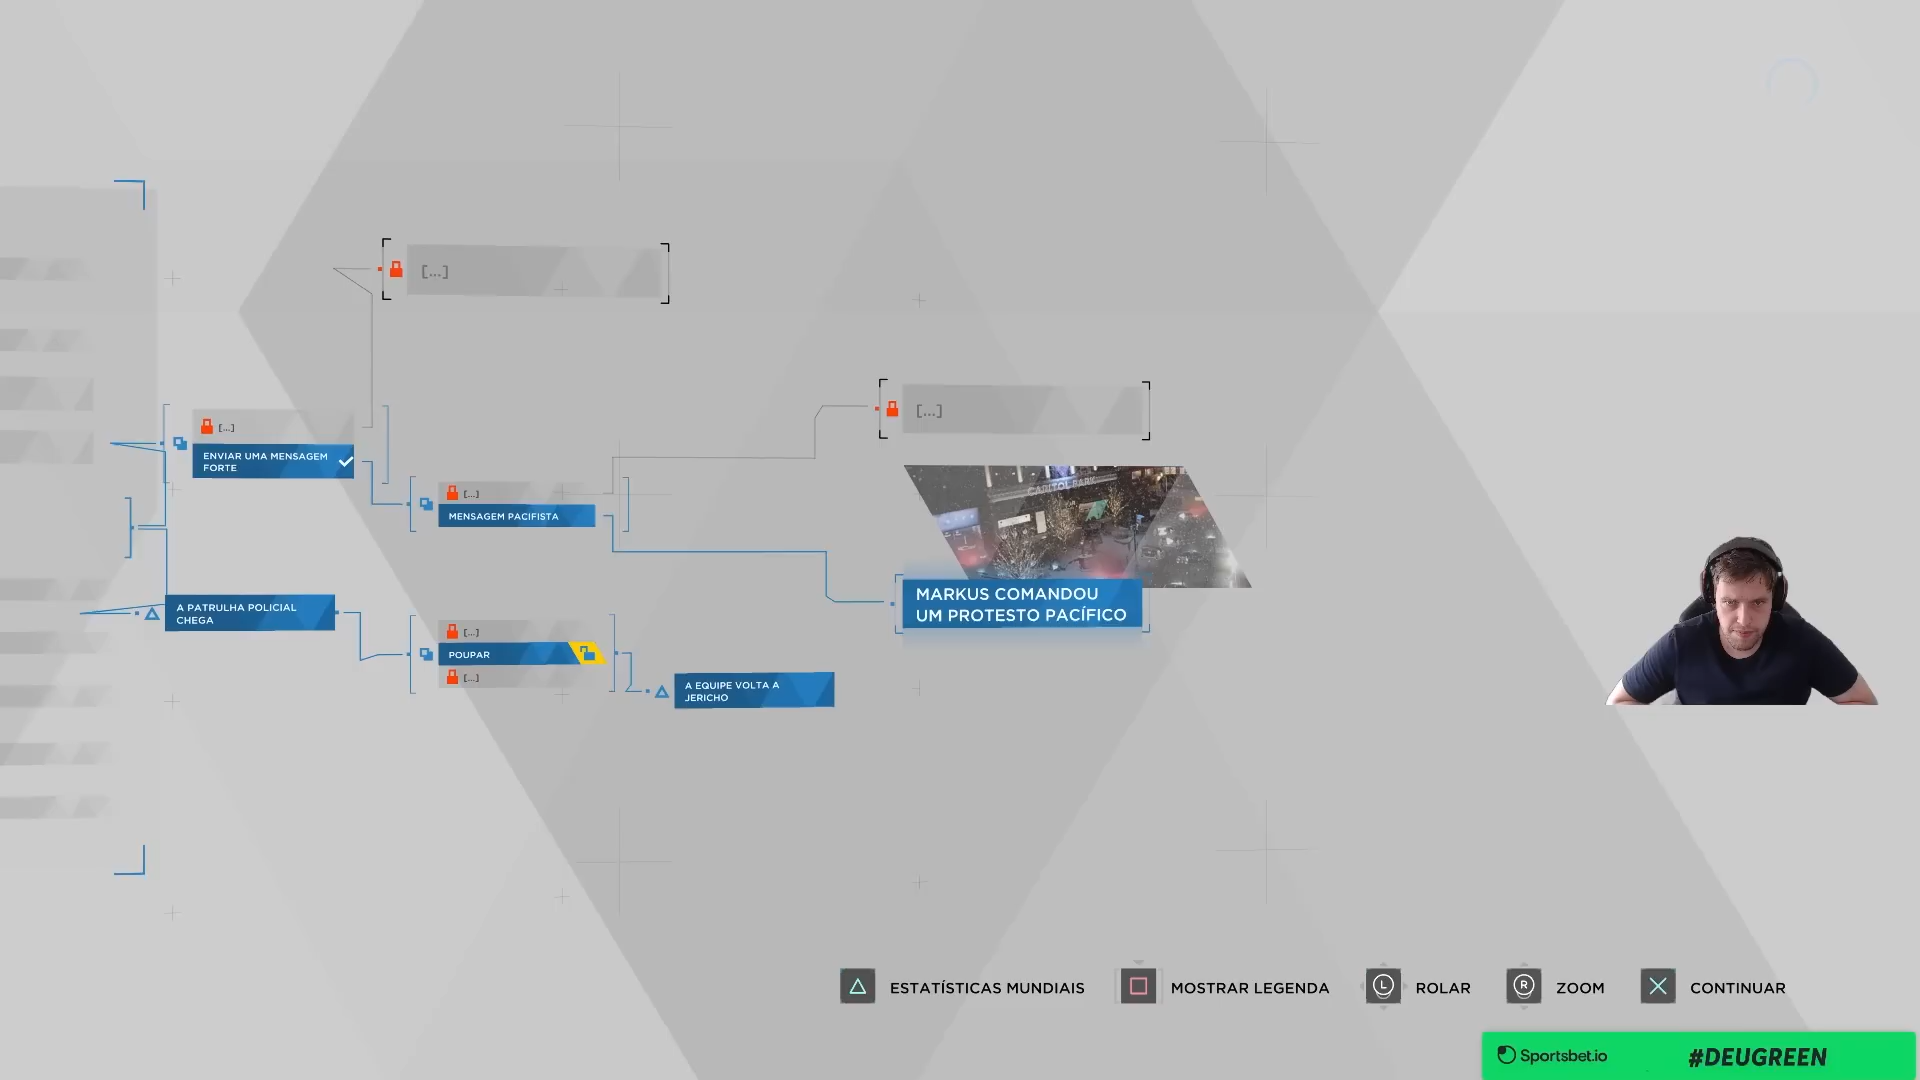 [...]
[...]
[...]
ENVIAR UMA MENSAGEM
FORTE
[...]
MENSAGEM PACIFISTA
CAPITOL PARK
MARKUS COMANDOU
UM PROTESTO PACÍFICO
A PATRULHA POLICIAL
CHEGA
[...]
POUPAR
[...]
A EQUIPE VOLTA A
JERICHO
ESTATÍSTICAS MUNDIAIS
MOSTRAR LEGENDA
L
ROLAR
R
ZOOM
CONTINUAR
Sportsbet.io
#DEUGREEN